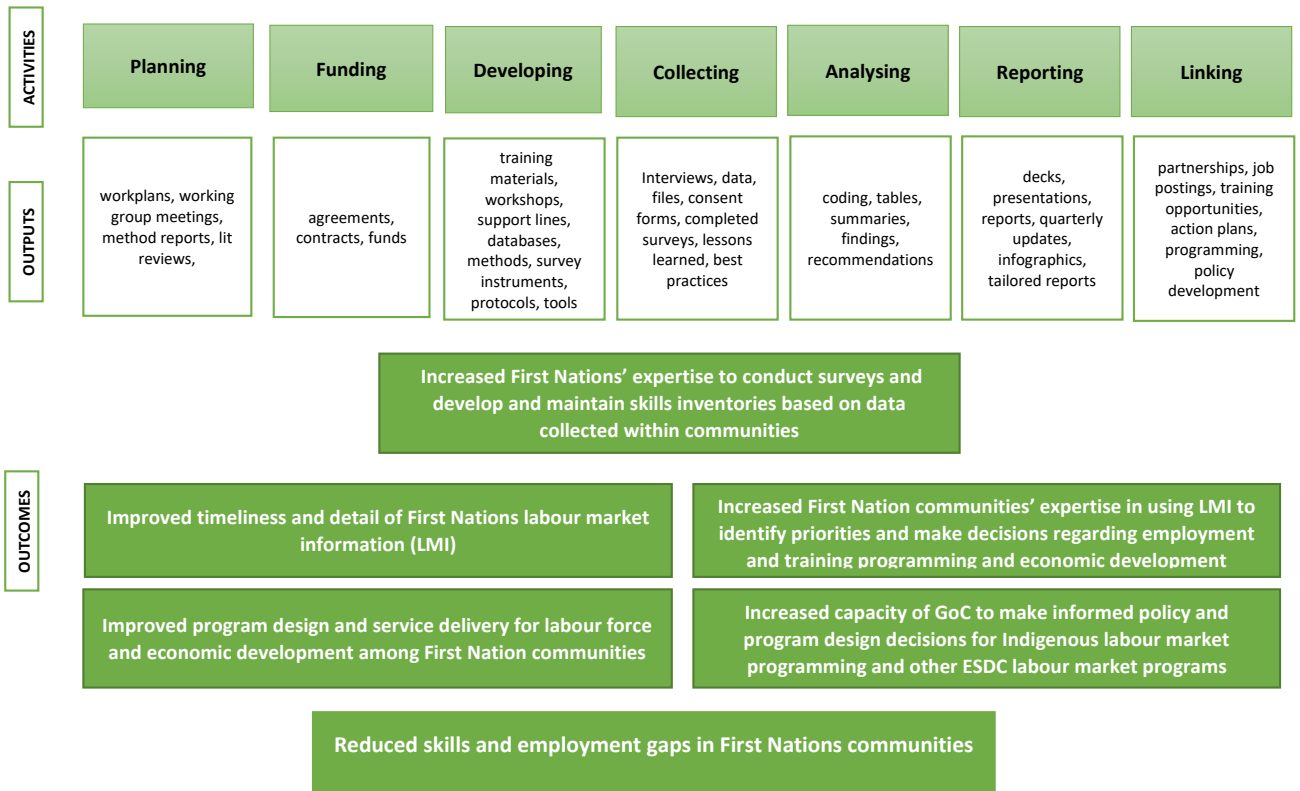 ACTIVITIES
Planning
Funding
Developing
Collecting
Analysing
Reporting
Linking
OUTPUTS
workplans, working
group meetings,
method reports, lit
reviews,
agreements,
contracts, funds
training
materials,
workshops,
support lines,
databases,
methods, survey
instruments,
protocols, tools
Interviews, data,
files, consent
forms, completed
surveys, lessons
learned, best
practices
coding, tables,
summaries,
findings,
recommendations
decks,
presentations,
reports, quarterly
updates,
infographics,
tailored reports
partnerships, job
postings, training
opportunities,
action plans,
programming,
policy
development
OUTCOMES
Increased First Nations’ expertise to conduct surveys and
develop and maintain skills inventories based on data
collected within communities
Improved timeliness and detail of First Nations labour market
information (LMI)
Increased First Nation communities’ expertise in using LMI to
identify priorities and make decisions regarding employment
and training programming and economic development
Improved program design and service delivery for labour force
and economic development among First Nation communities
Increased capacity of GoC to make informed policy and
program design decisions for Indigenous labour market
programming and other ESDC labour market programs
Reduced skills and employment gaps in First Nations communities